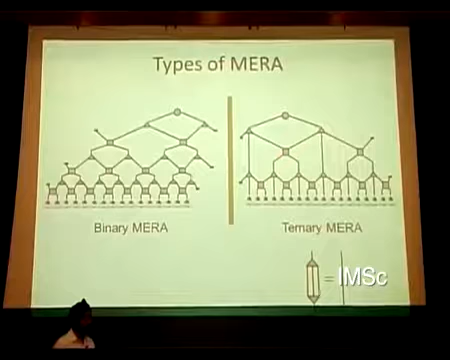 Types of MERA
Binary MERA
Ternary MERA
=
IMSc